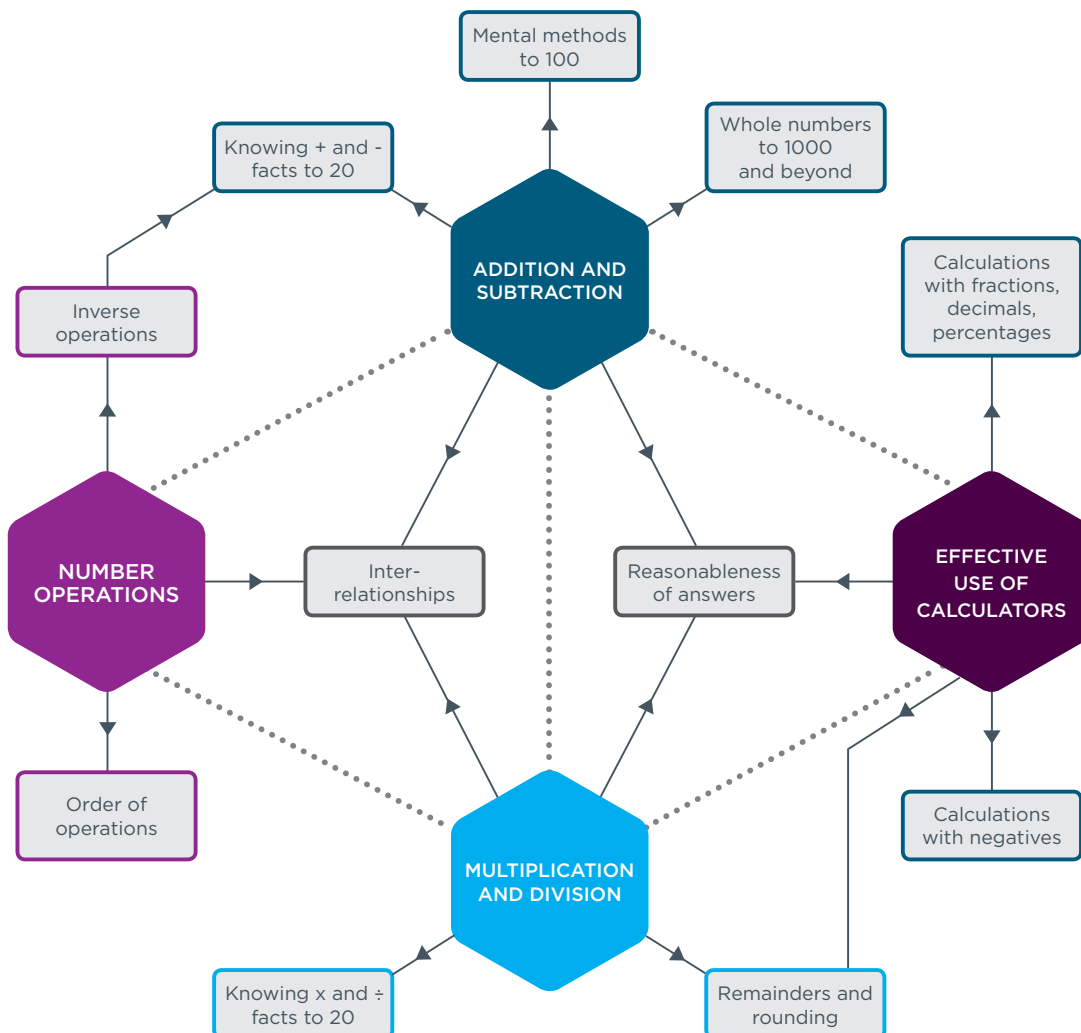 Mental methods
to 100
Knowing + and -
facts to 20
Whole numbers
to 1000
and beyond
ADDITION AND
SUBTRACTION
Calculations
with fractions,
decimals,
percentages
Inverse
operations
NUMBER
OPERATIONS
Inter-
relationships
Reasonableness
of answers
EFFECTIVE
USE OF
CALCULATORS
Order of
operations
Calculations
with negatives
MULTIPLICATION
AND DIVISION
Knowing x and ÷
facts to 20
Remainders and
rounding